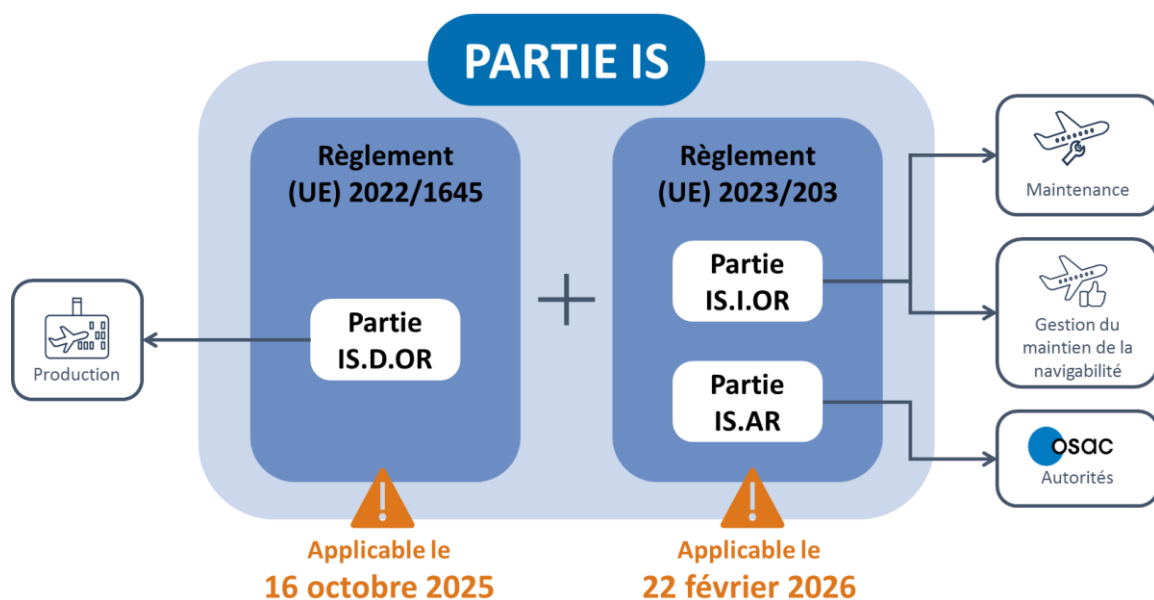 PARTIE IS
Règlement
(UE) 2022/1645
Partie
IS.D.OR
Production
Règlement
(UE) 2023/203
Partie
IS.I.OR
Partie
IS.AR
Maintenance
Gestion du
maintien de la
navigabilité
osac
Autorités
Applicable le
16 octobre 2025
Applicable le
22 février 2026